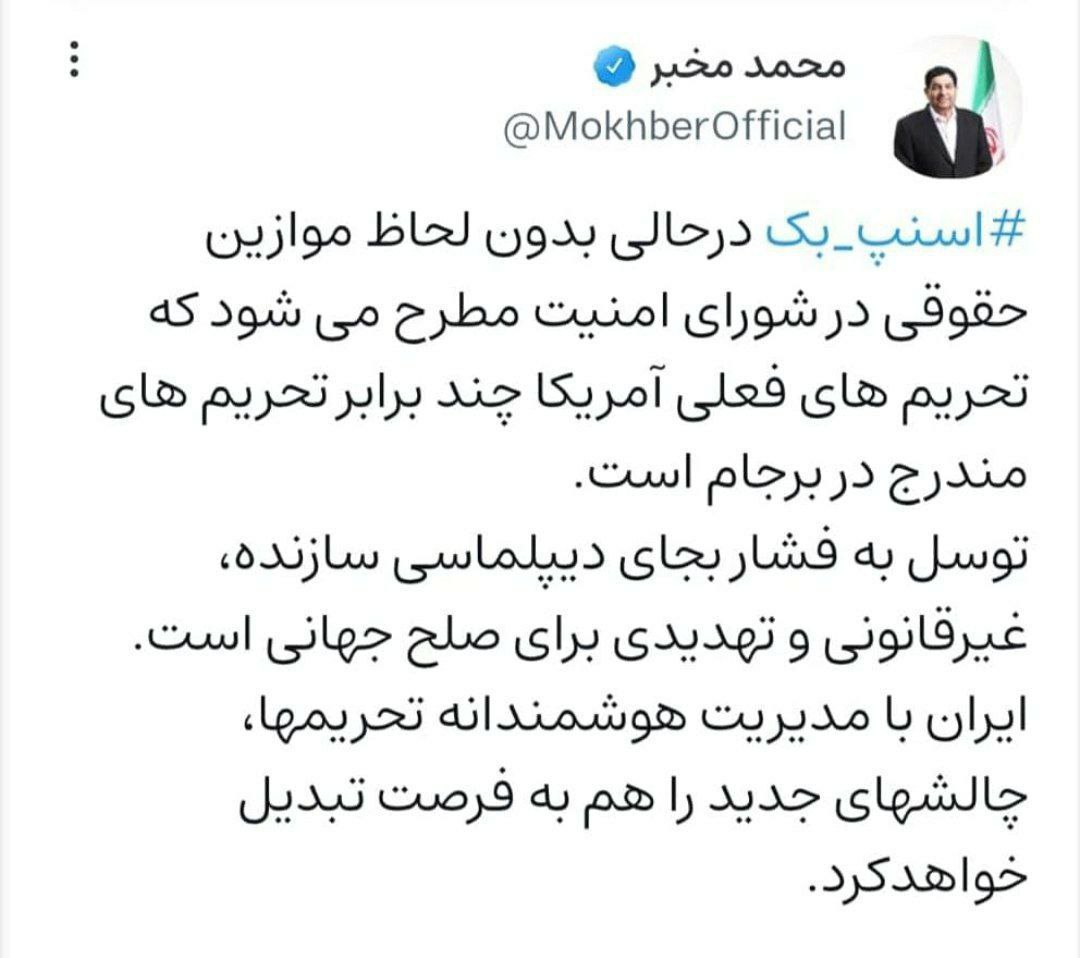 محمد مخبر
@MokhberOfficial
#اسنپ_بک درحالی بدون لحاظ موازین
حقوقی در شورای امنیت مطرح می شود که
تحریم های فعلی آمریکا چند برابر تحریم های
مندرج در برجام است.
توسل به فشار بجای دیپلماسی سازنده،
غیرقانونی و تهدیدی برای صلح جهانی است.
ایران با مدیریت هوشمندانه تحریمها،
چالشهای جدید را هم به فرصت تبدیل
خواهدکرد.